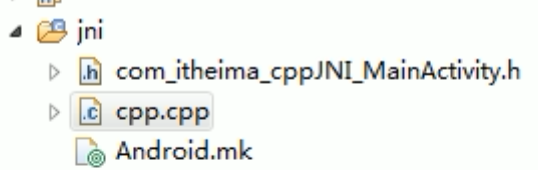 jni
com_itheima_cppJNI_MainActivity.h
cpp.cpp
Android.mk